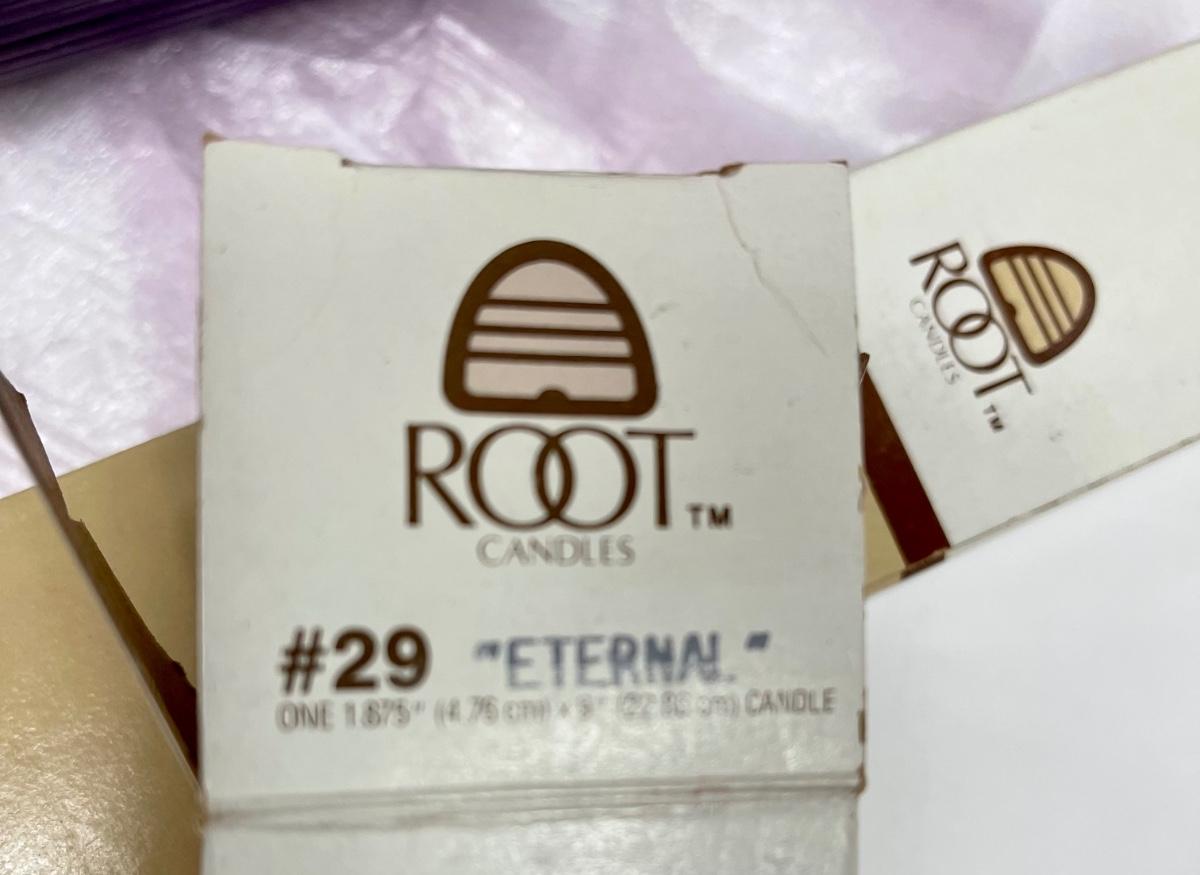 ROOT™
CANDLES
#29 "ETERNAL"
ONE 1.875" (4.76 cm) x 9" (22.86 cm) CANDLE
ROOT™
CANDLES